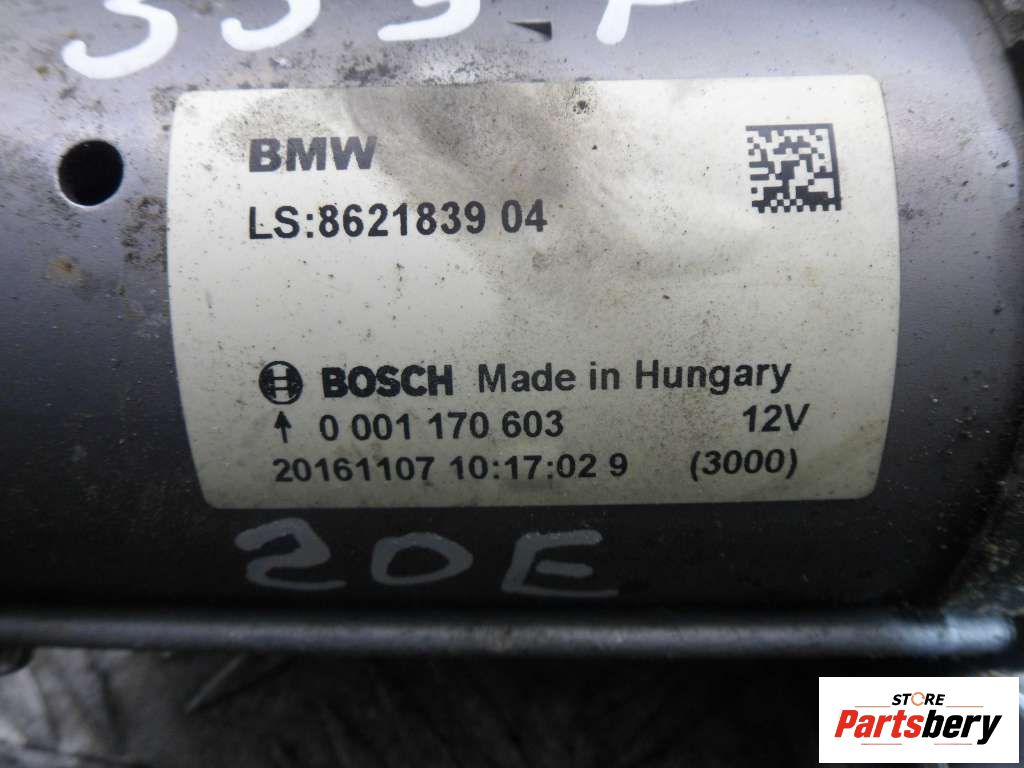 BMW
LS:8621839 04
BOSCH Made in Hungary
0 001 170 603 12V
20161107 10:17:02 9 (3000)
20E
STORE
Partsbery